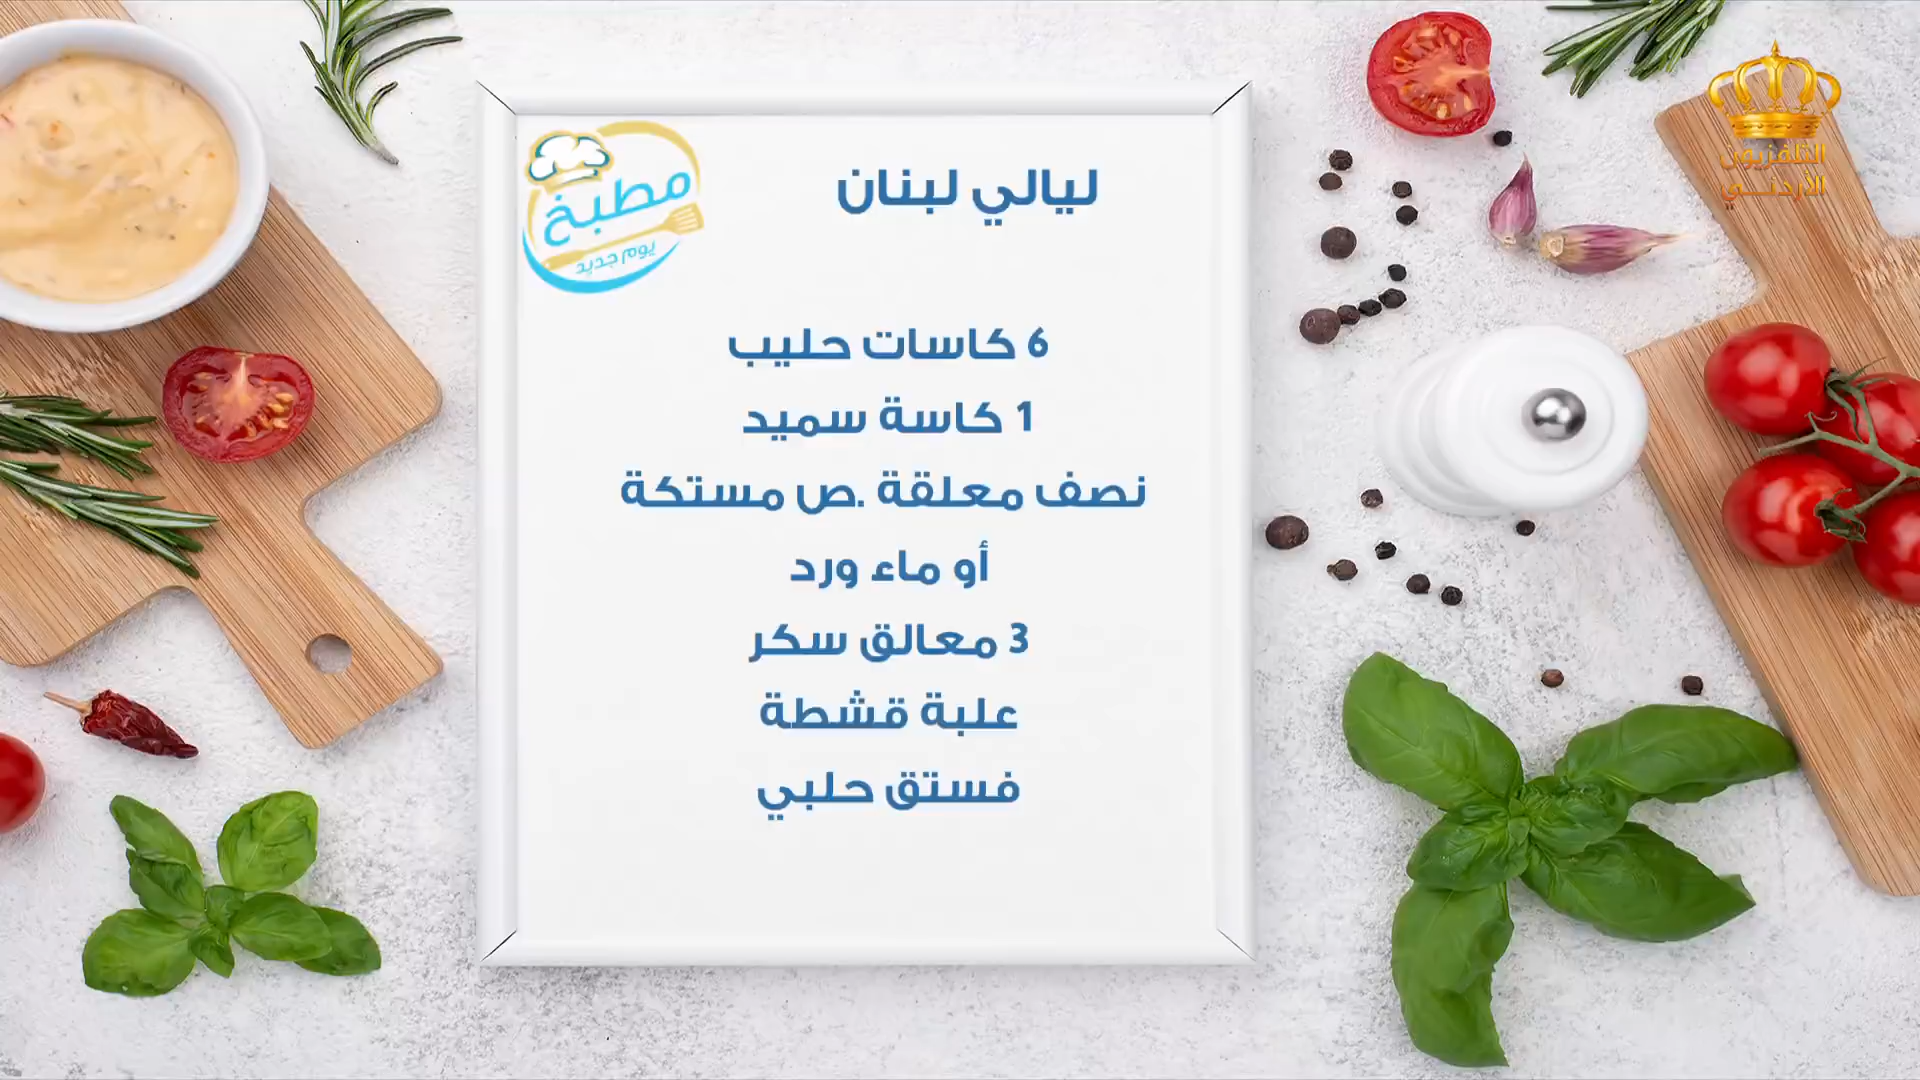 التلفزيون
الأردنـــي
مطبخ
يوم جديد
ليالي لبنان
6 كاسات حليب
1 كاسة سميد
نصف معلقة .ص مستكة
أو ماء ورد
3 معالق سكر
علبة قشطة
فستق حلبي